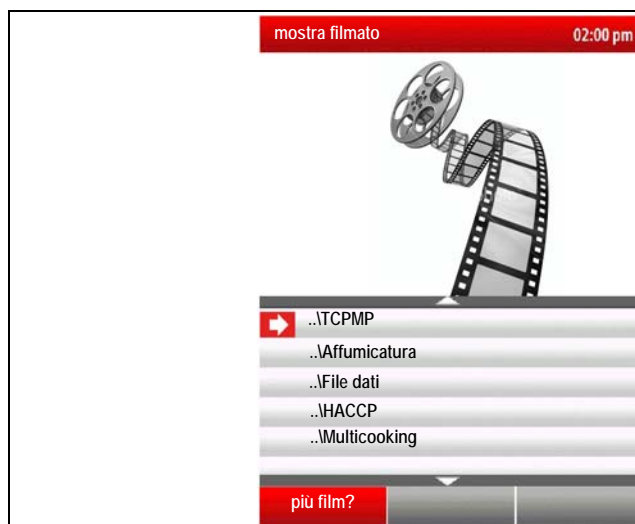 mostra filmato 02:00 pm
..\TCPMP
..\Affumicatura
..\File dati
..\HACCP
..\Multicooking
più film?